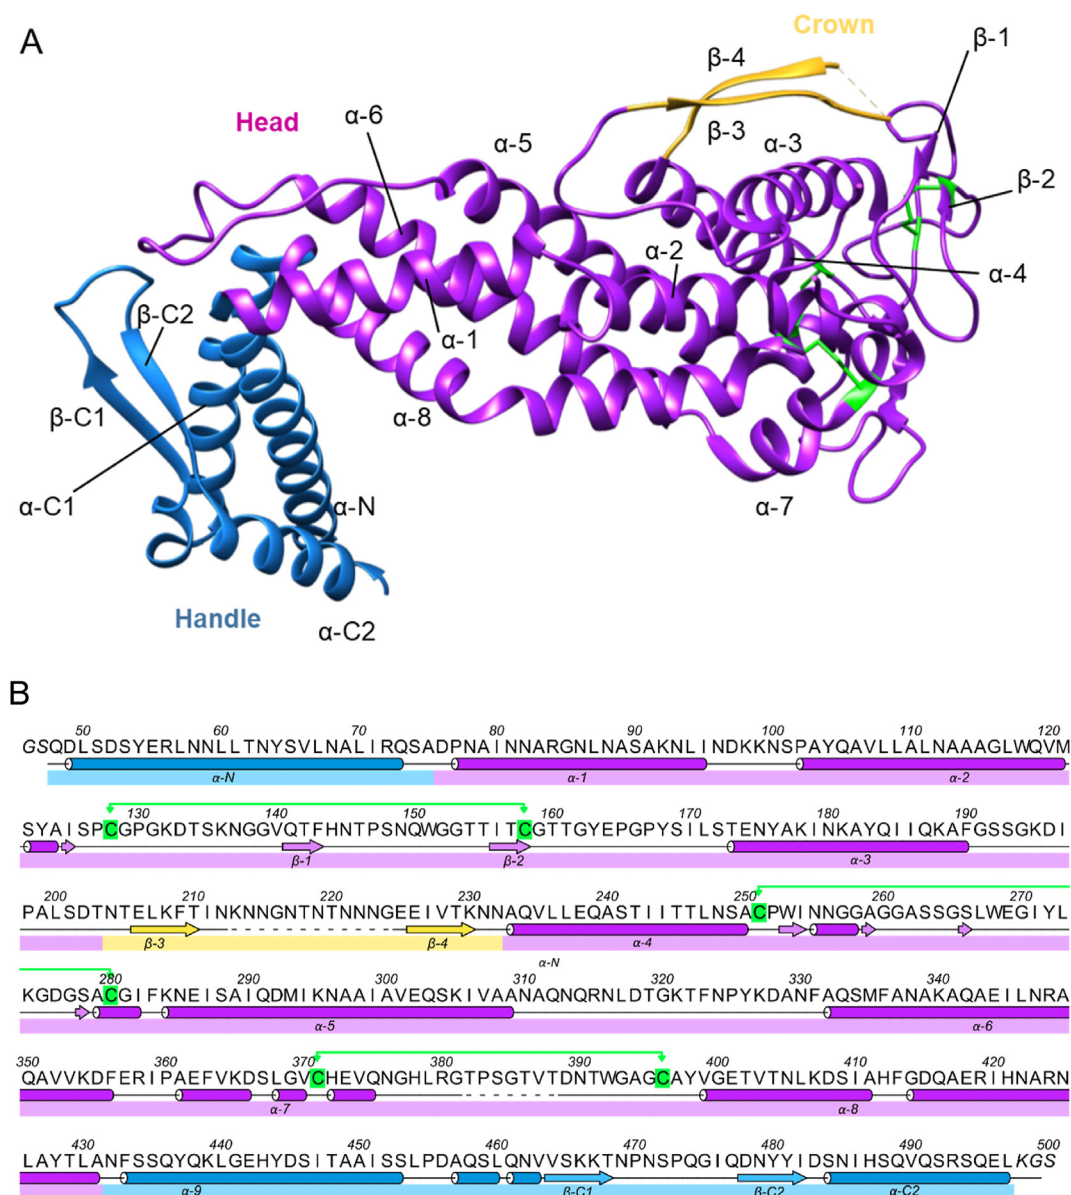 A
Crown
β-1
β-4
Head
α-6
β-3
α-3
α-5
β-2
α-2
α-4
β-C2
α-1
β-C1
α-8
α-C1
α-N
α-7
Handle
α-C2
B
50 60 70 80 90 100 110 120
GSQDLSDSYERLNNLLTNYSVLNALIRQSADPNAINNARGNLNASAKNLINDKKNSPAYQAVLLALNAAAGLWQVM
α-N α-1 α-2
130 140 150 160 170 180 190
SYAISPCGPGKDTSKNGGVQTFHNTPSNQWGGTTITCGTTGYEPGPYSILSTENYAKINKAYQIIQKAFGSSGKDI
β-1 β-2 α-3
200 210 220 230 240 250 260 270
PALSDTNTELKFTINKNNGNTNTNNNGEEIVTKNNAQVLLEQASTIITTLNSACPWINNGGAGGASSGSLWEGIYL
β-3 β-4 α-4
α-N
280 290 300 310 320 330 340
KGDGSACGIFKNEISAIQDMIKNAAIAVEQSKIVAANAQNQRNLDTGKTFNPYKDANFAQSMFANAKAQAEILNRA
α-5 α-6
350 360 370 380 390 400 410 420
QAVVKDFERIPAEFVKDSLGVCHEVQNGHLRGTPSGTVTDNTWGAGCAYVGETVTNLKDSIAHFGDQAERIHNARN
α-7 α-8
430 440 450 460 470 480 490 500
LAYTLANFSSQYQKLGEHYDSITAAISSLPDAQSLQNVVSKKTNPNSPQGIQDNYYIDSNIHSQVQSRSQELKGS
α-9 β-C1 β-C2 α-C2